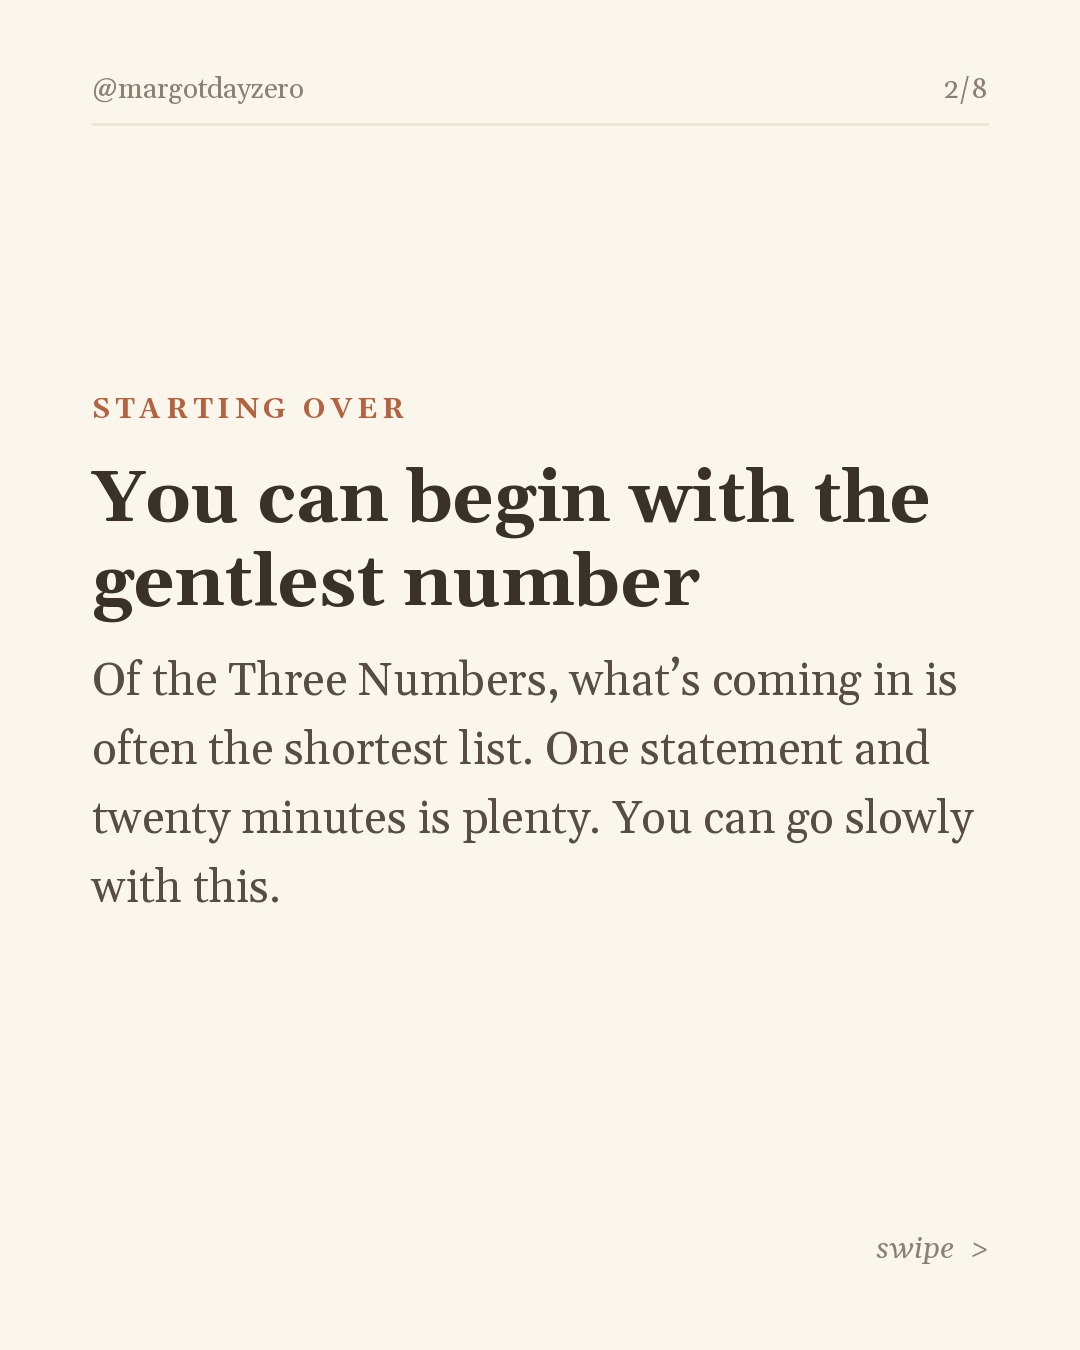 @margotdayzero
2/8
STARTING OVER
You can begin with the
gentlest number
Of the Three Numbers, what’s coming in is
often the shortest list. One statement and
twenty minutes is plenty. You can go slowly
with this.
swipe >